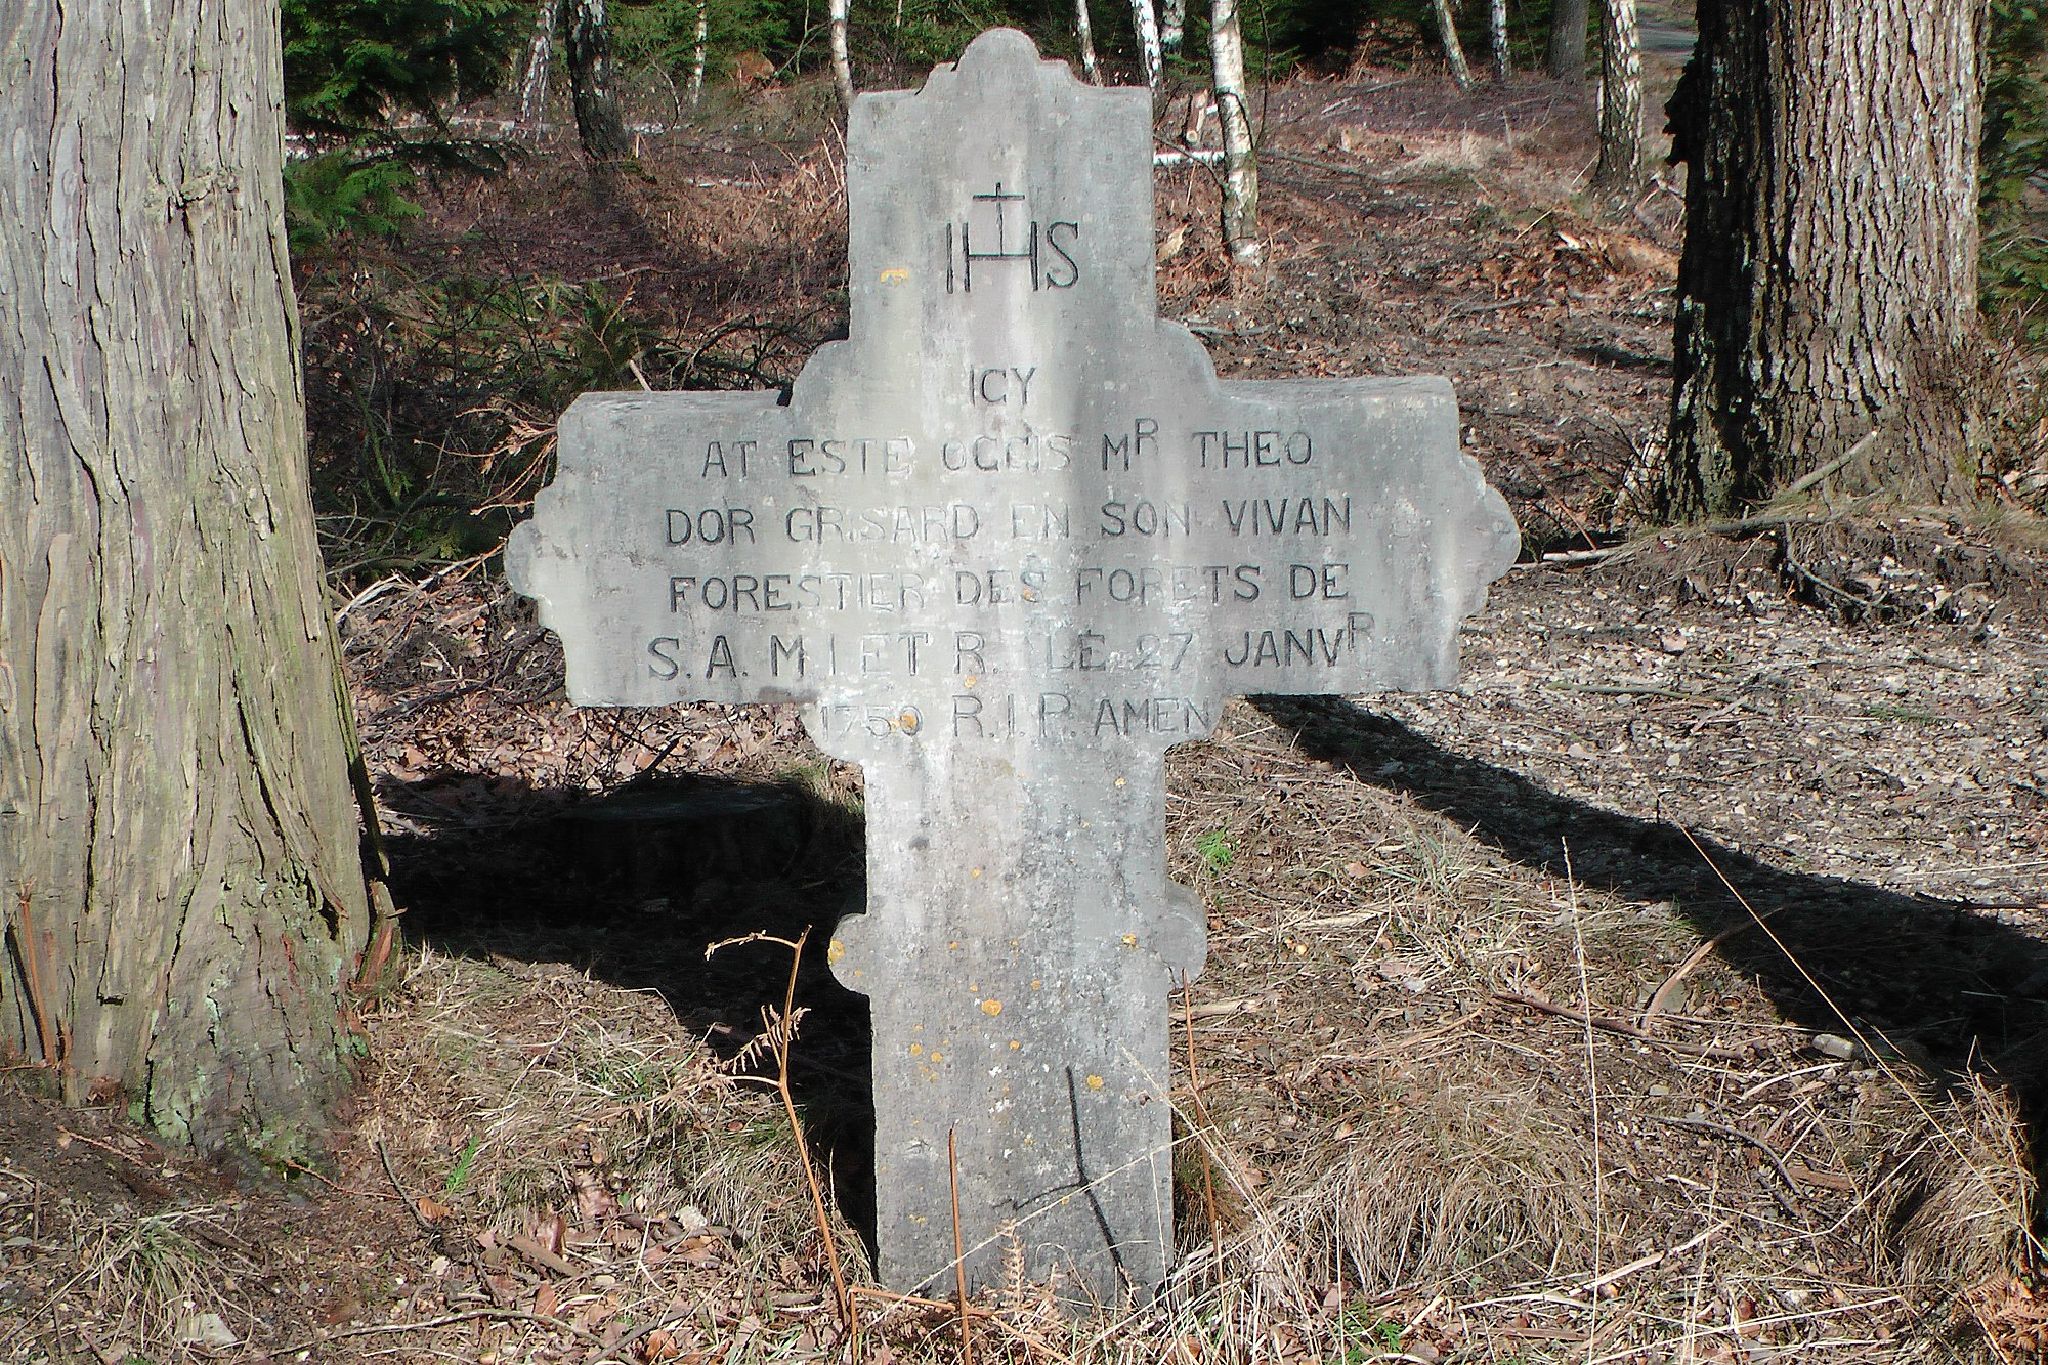 IHS
ICY
AT ESTE OCCIS MR THEO
DOR GRISARD EN SON VIVAN
FORESTIER DES FORETS DE
S. A. M I ET R. LE 27 JANVR
1750 R.I.P. AMEN